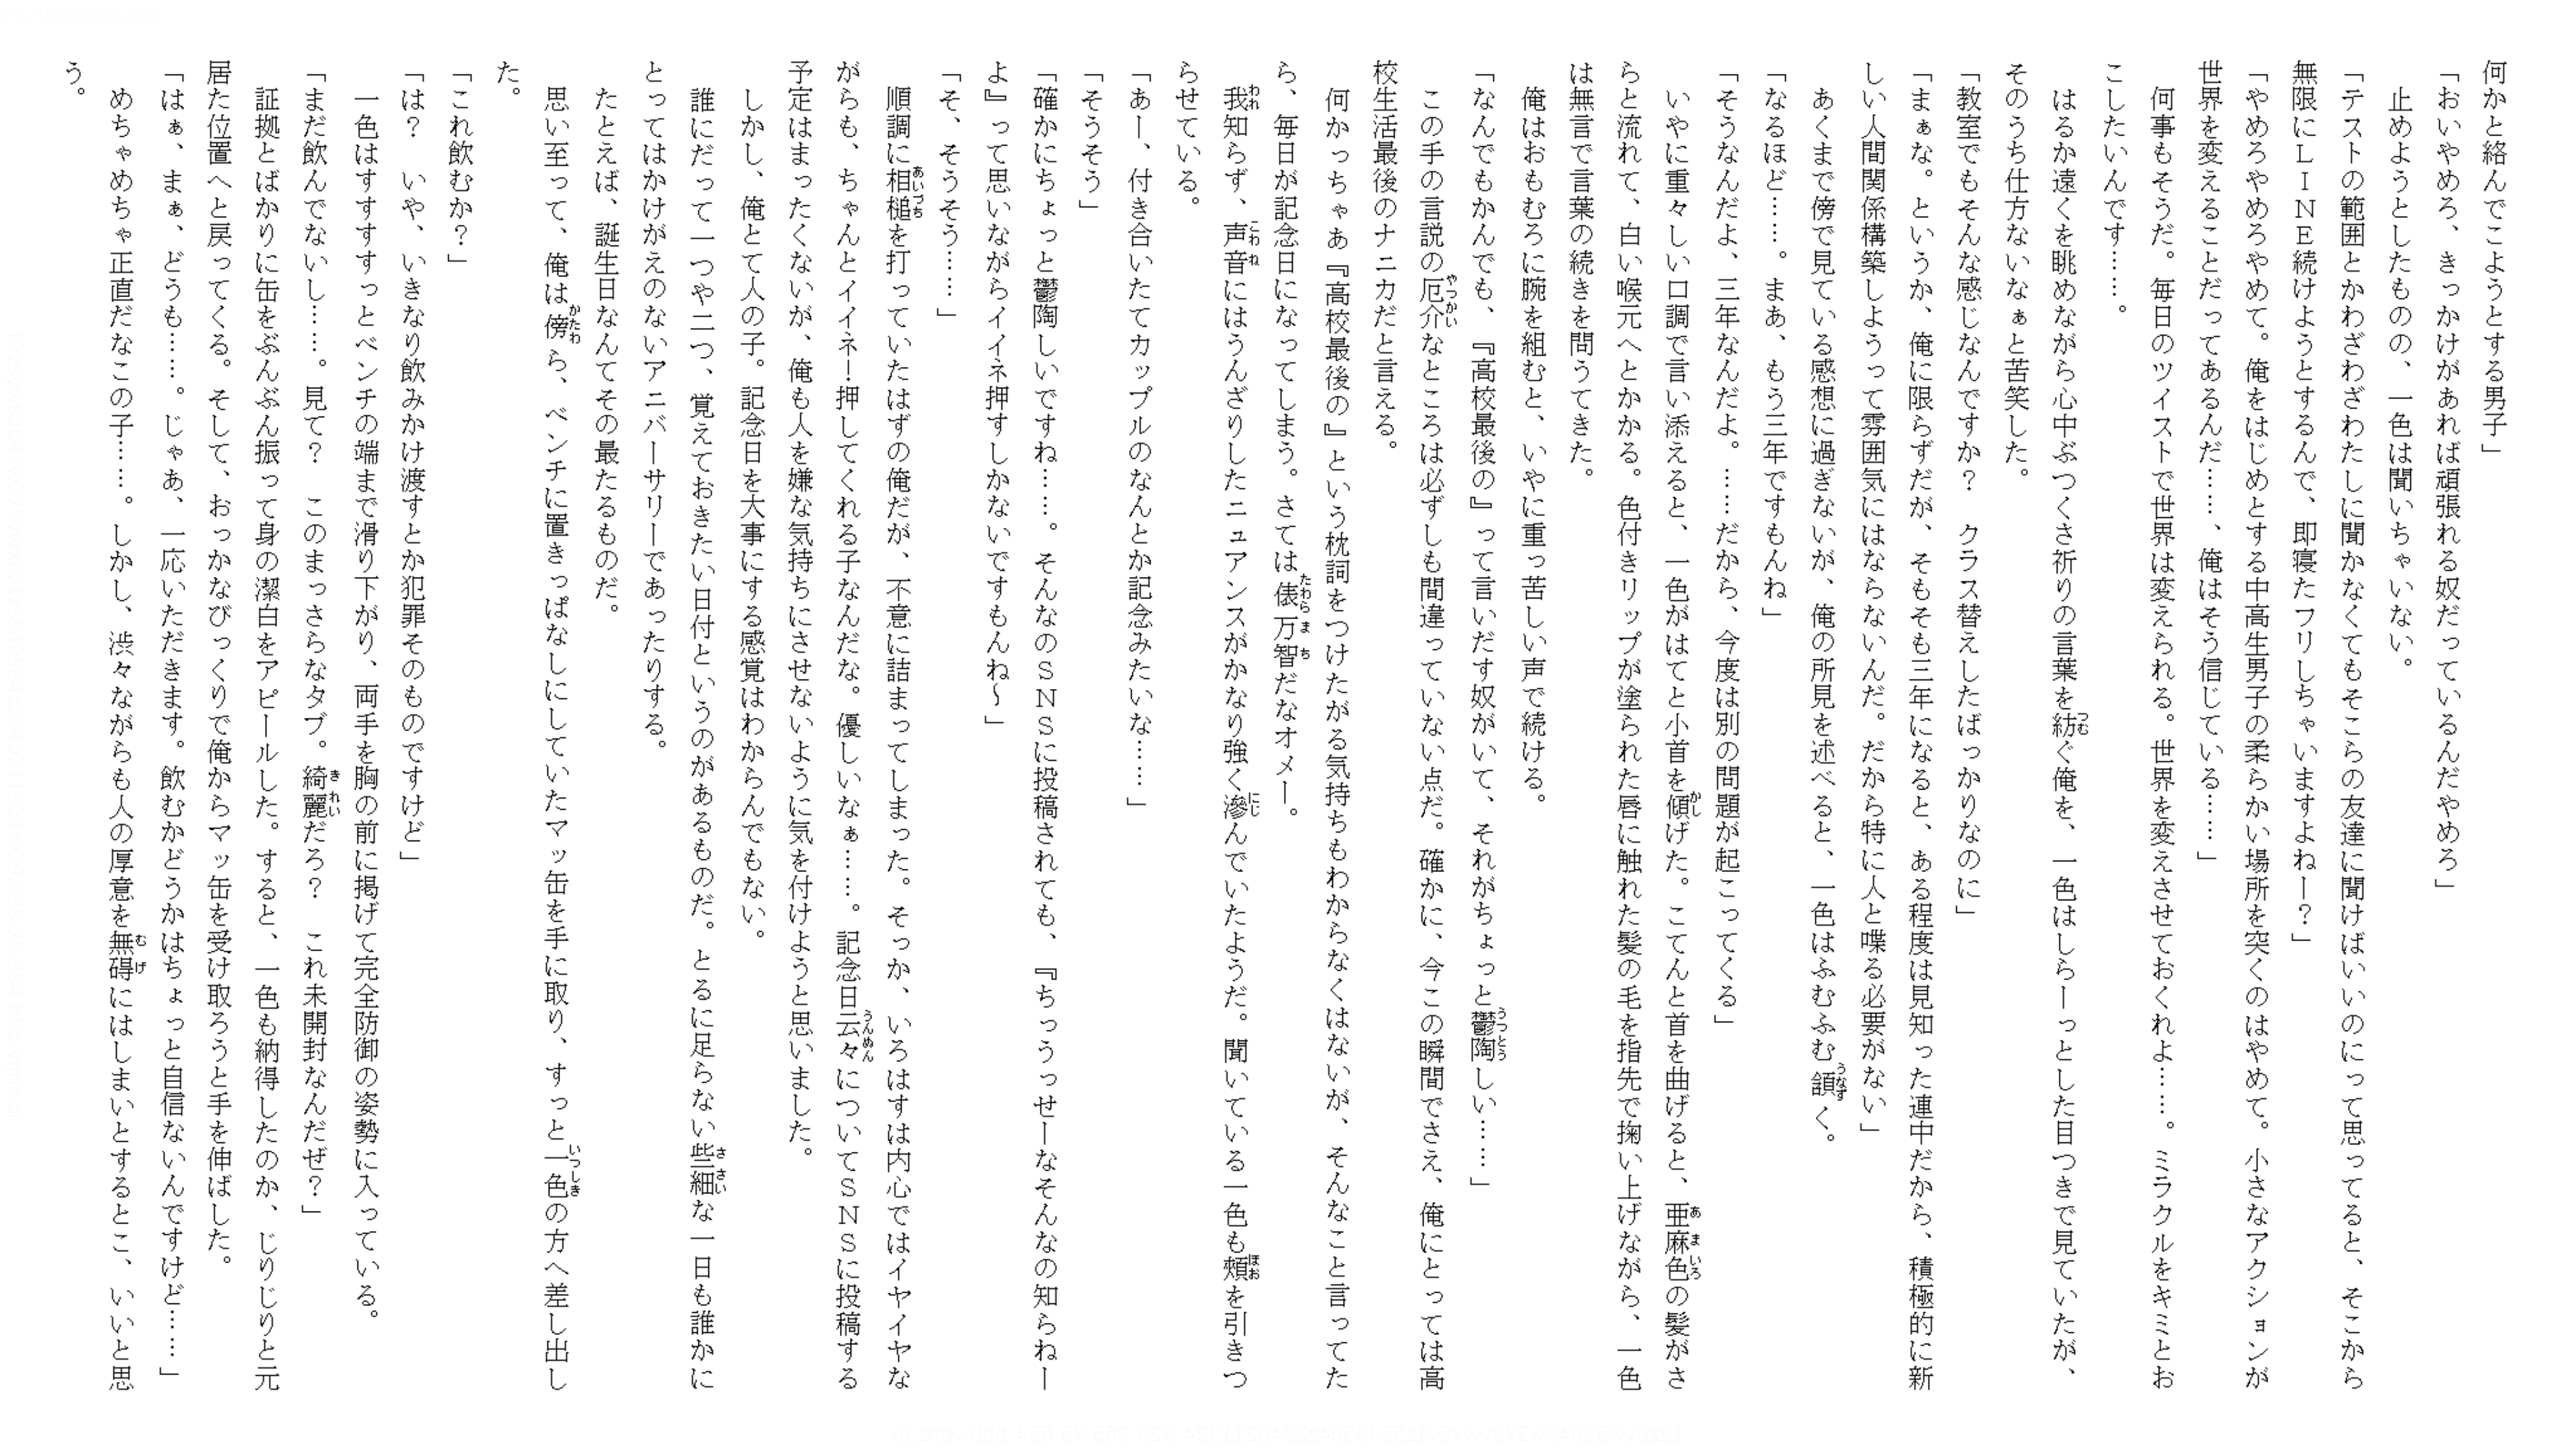 何かと絡んでこようとする男子」
「おいやめろ、きっかけがあれば頑張れる奴だっているんだやめろ」
　止めようとしたものの、一色は聞いちゃいない。
「テストの範囲とかわざわざわたしに聞かなくてもそこらの友達に聞けばいいのにって思ってると、そこから
無限にＬＩＮＥ続けようとするんで、即寝たフリしちゃいますよねー？」
「やめろやめろやめて。俺をはじめとする中高生男子の柔らかい場所を突くのはやめて。小さなアクションが
世界を変えることだってあるんだ……、俺はそう信じている……」
　何事もそうだ。毎日のツイストで世界は変えられる。世界を変えさせておくれよ……。ミラクルをキミとお
こしたいんです……。
　はるか遠くを眺めながら心中ぶつくさ祈りの言葉を紡ぐ俺を、一色はしらーっとした目つきで見ていたが、
そのうち仕方ないなぁと苦笑した。
「教室でもそんな感じなんですか？　クラス替えしたばっかりなのに」
「まぁな。というか、俺に限らずだが、そもそも三年になると、ある程度は見知った連中だから、積極的に新
しい人間関係構築しようって雰囲気にはならないんだ。だから特に人と喋る必要がない」
　あくまで傍で見ている感想に過ぎないが、俺の所見を述べると、一色はふむふむ頷く。
「なるほど……。まあ、もう三年ですもんね」
「そうなんだよ、三年なんだよ。……だから、今度は別の問題が起こってくる」
　いやに重々しい口調で言い添えると、一色がはてと小首を傾げた。こてんと首を曲げると、亜麻色の髪がさ
らと流れて、白い喉元へとかかる。色付きリップが塗られた唇に触れた髪の毛を指先で掬い上げながら、一色
は無言で言葉の続きを問うてきた。
　俺はおもむろに腕を組むと、いやに重っ苦しい声で続ける。
「なんでもかんでも、『高校最後の』って言いだす奴がいて、それがちょっと鬱陶しい……」
　この手の言説の厄介なところは必ずしも間違っていない点だ。確かに、今この瞬間でさえ、俺にとっては高
校生活最後のナニカだと言える。
　何かっちゃあ『高校最後の』という枕詞をつけたがる気持ちもわからなくはないが、そんなこと言ってた
ら、毎日が記念日になってしまう。さては俵万智だなオメー。
　我知らず、声音にはうんざりしたニュアンスがかなり強く滲んでいたようだ。聞いている一色も頬を引きつ
らせている。
「あー、付き合いたてカップルのなんとか記念みたいな……」
「そうそう」
「確かにちょっと鬱陶しいですね……。そんなのＳＮＳに投稿されても、『ちっうっせーなそんなの知らねー
よ』って思いながらイイネ押すしかないですもんね～」
「そ、そうそう……」
　順調に相槌を打っていたはずの俺だが、不意に詰まってしまった。そっか、いろはすは内心ではイヤイヤな
がらも、ちゃんとイイネ！押してくれる子なんだな。優しいなぁ……。記念日云々についてＳＮＳに投稿する
予定はまったくないが、俺も人を嫌な気持ちにさせないように気を付けようと思いました。
　しかし、俺とて人の子。記念日を大事にする感覚はわからんでもない。
　誰にだって一つや二つ、覚えておきたい日付というのがあるものだ。とるに足らない些細な一日も誰かに
とってはかけがえのないアニバーサリーであったりする。
　たとえば、誕生日なんてその最たるものだ。
　思い至って、俺は傍ら、ベンチに置きっぱなしにしていたマッ缶を手に取り、すっと一色の方へ差し出し
た。
「これ飲むか？」
「は？　いや、いきなり飲みかけ渡すとか犯罪そのものですけど」
　一色はすすすすっとベンチの端まで滑り下がり、両手を胸の前に掲げて完全防御の姿勢に入っている。
「まだ飲んでないし……。見て？　このまっさらなタブ。綺麗だろ？　これ未開封なんだぜ？」
　証拠とばかりに缶をぶんぶん振って身の潔白をアピールした。すると、一色も納得したのか、じりじりと元
居た位置へと戻ってくる。そして、おっかなびっくりで俺からマッ缶を受け取ろうと手を伸ばした。
「はぁ、まぁ、どうも……。じゃあ、一応いただきます。飲むかどうかはちょっと自信ないんですけど……」
　めちゃめちゃ正直だなこの子……。しかし、渋々ながらも人の厚意を無碍にはしまいとするとこ、いいと思
う。